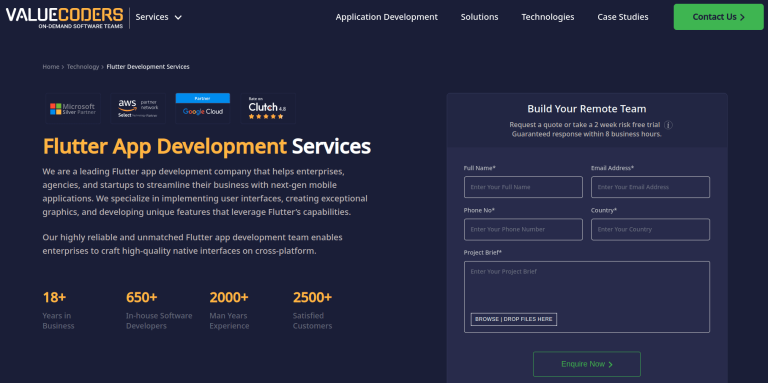 VALUECODERS
ON-DEMAND SOFTWARE TEAMS
Services
Application Development
Solutions
Technologies
Case Studies
Contact Us
Home > Technology > Flutter Development Services
Microsoft
Silver Partner
aws
partner
network
Select
Partner
Google Cloud
Rate on
Clutch 4.8
Flutter App Development Services
We are a leading Flutter app development company that helps enterprises,
agencies, and startups to streamline their business with next-gen mobile
applications. We specialize in implementing user interfaces, creating exceptional
graphics, and developing unique features that leverage Flutter's capabilities.
Our highly reliable and unmatched Flutter app development team enables
enterprises to craft high-quality native interfaces on cross-platform.
18+
Years in
Business
650+
In-house Software
Developers
2000+
Man Years
Experience
2500+
Satisfied
Customers
Build Your Remote Team
Request a quote or take a 2 week risk free trial i
Guaranteed response within 8 business hours.
Full Name*
Enter Your Full Name
Email Address*
Enter Your Email Address
Phone No*
Enter Your Phone Number
Country*
Enter Your Country
Project Brief*
Enter Your Project Brief
BROWSE | DROP FILES HERE
Enquire Now